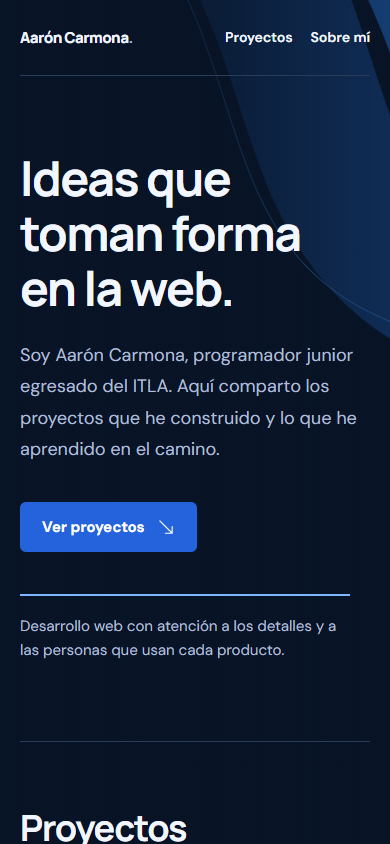 Aarón Carmona.
Proyectos Sobre mí
Ideas que
toman forma
en la web.
Soy Aarón Carmona, programador junior
egresado del ITLA. Aquí comparto los
proyectos que he construido y lo que he
aprendido en el camino.
Ver proyectos
Desarrollo web con atención a los detalles y a
las personas que usan cada producto.
Proyectos